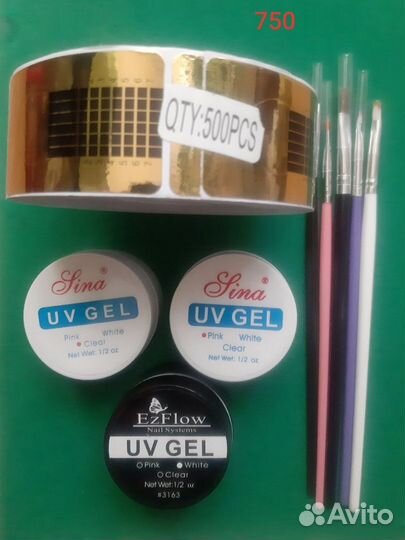 750
QTY:500PCS
Sina®
UV GEL
Pink White
Clear
Net Wet: 1/2 oz
Sina®
UV GEL
Pink White
Clear
Net Wet: 1/2 oz
EzFlow
Nail Systems
UV GEL
Pink White
Clear
Net Wt:1/2 oz
#3163
Avito